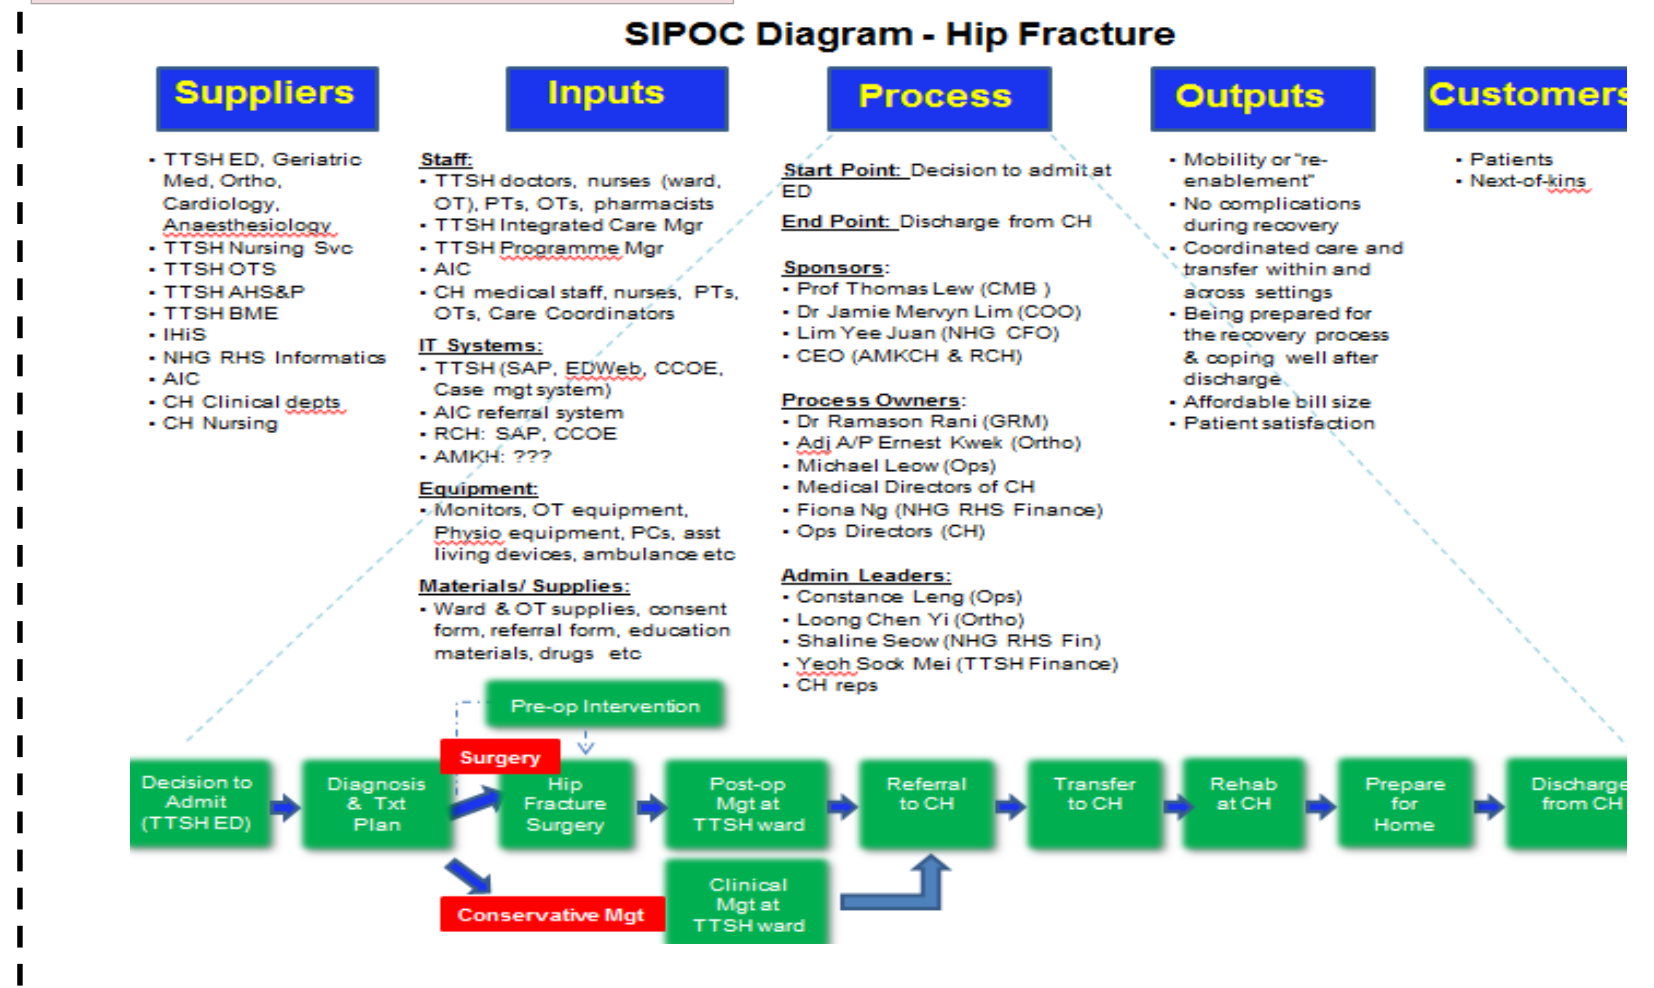 SIPOC Diagram - Hip Fracture
Suppliers
TTSH ED, Geriatric
Med, Ortho,
Cardiology,
Anaesthesiology
TTSH Nursing Svc
TTSH OTS
TTSH AHS&P
TTSH BME
IHiS
NHG RHS Informatics
AIC
CH Clinical depts
CH Nursing
Inputs
Staff:
TTSH doctors, nurses (ward,
OT), PTs, OTs, pharmacists
TTSH Integrated Care Mgr
TTSH Programme Mgr
AIC
CH medical staff, nurses, PTs,
OTs, Care Coordinators
IT Systems:
TTSH (SAP, EDWeb, CCOE,
Case mgt system)
AIC referral system
RCH: SAP, CCOE
AMKH: ???
Equipment:
Monitors, OT equipment,
Physio equipment, PCs, asst
living devices, ambulance etc
Materials/ Supplies:
Ward & OT supplies, consent
form, referral form, education
materials, drugs etc
Process
Start Point: Decision to admit at
ED
End Point: Discharge from CH
Sponsors:
Prof Thomas Lew (CMB )
Dr Jamie Mervyn Lim (COO)
Lim Yee Juan (NHG CFO)
CEO (AMKCH & RCH)
Process Owners:
Dr Ramason Rani (GRM)
Adj A/P Ernest Kwek (Ortho)
Michael Leow (Ops)
Medical Directors of CH
Fiona Ng (NHG RHS Finance)
Ops Directors (CH)
Admin Leaders:
Constance Leng (Ops)
Loong Chen Yi (Ortho)
Shaline Seow (NHG RHS Fin)
Yeoh Sock Mei (TTSH Finance)
CH reps
Outputs
Mobility or "re-
enablement"
No complications
during recovery
Coordinated care and
transfer within and
across settings
Being prepared for
the recovery process
& coping well after
discharge
Affordable bill size
Patient satisfaction
Customers
Patients
Next-of-kins
Pre-op Intervention
Surgery
Decision to
Admit
(TTSH ED)
Diagnosis
& Txt
Plan
Hip
Fracture
Surgery
Post-op
Mgt at
TTSH ward
Referral
to CH
Transfer
to CH
Rehab
at CH
Prepare
for
Home
Discharge
from CH
Conservative Mgt
Clinical
Mgt at
TTSH ward